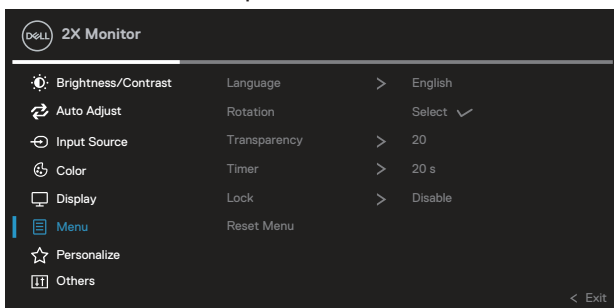 DELL 2X Monitor
Brightness/Contrast Language > English
Auto Adjust Rotation Select ✓
Input Source Transparency > 20
Color Timer > 20 s
Display Lock > Disable
Menu Reset Menu
Personalize
Others
< Exit